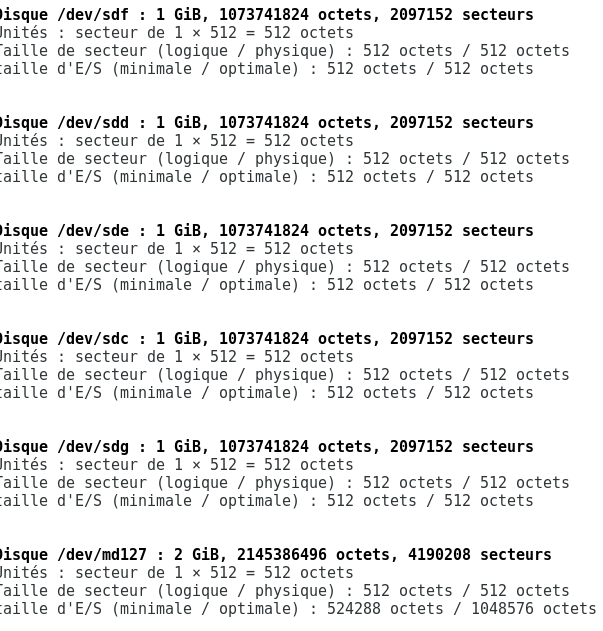 Disque /dev/sdf : 1 GiB, 1073741824 octets, 2097152 secteurs
Unités : secteur de 1 × 512 = 512 octets
Taille de secteur (logique / physique) : 512 octets / 512 octets
taille d'E/S (minimale / optimale) : 512 octets / 512 octets
Disque /dev/sdd : 1 GiB, 1073741824 octets, 2097152 secteurs
Unités : secteur de 1 × 512 = 512 octets
Taille de secteur (logique / physique) : 512 octets / 512 octets
taille d'E/S (minimale / optimale) : 512 octets / 512 octets
Disque /dev/sde : 1 GiB, 1073741824 octets, 2097152 secteurs
Unités : secteur de 1 × 512 = 512 octets
Taille de secteur (logique / physique) : 512 octets / 512 octets
taille d'E/S (minimale / optimale) : 512 octets / 512 octets
Disque /dev/sdc : 1 GiB, 1073741824 octets, 2097152 secteurs
Unités : secteur de 1 × 512 = 512 octets
Taille de secteur (logique / physique) : 512 octets / 512 octets
taille d'E/S (minimale / optimale) : 512 octets / 512 octets
Disque /dev/sdg : 1 GiB, 1073741824 octets, 2097152 secteurs
Unités : secteur de 1 × 512 = 512 octets
Taille de secteur (logique / physique) : 512 octets / 512 octets
taille d'E/S (minimale / optimale) : 512 octets / 512 octets
Disque /dev/md127 : 2 GiB, 2145386496 octets, 4190208 secteurs
Unités : secteur de 1 × 512 = 512 octets
Taille de secteur (logique / physique) : 512 octets / 512 octets
taille d'E/S (minimale / optimale) : 524288 octets / 1048576 octets